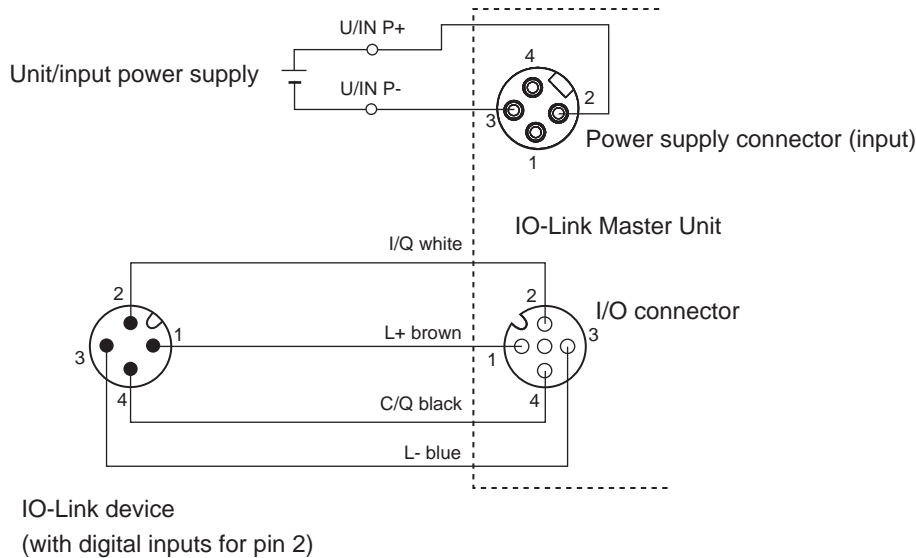 U/IN P+
Unit/input power supply
U/IN P-
4
2
3
1
Power supply connector (input)
IO-Link Master Unit
I/Q white
2
2
I/O connector
1
L+ brown
3
3
1
4
C/Q black
4
L- blue
IO-Link device
(with digital inputs for pin 2)